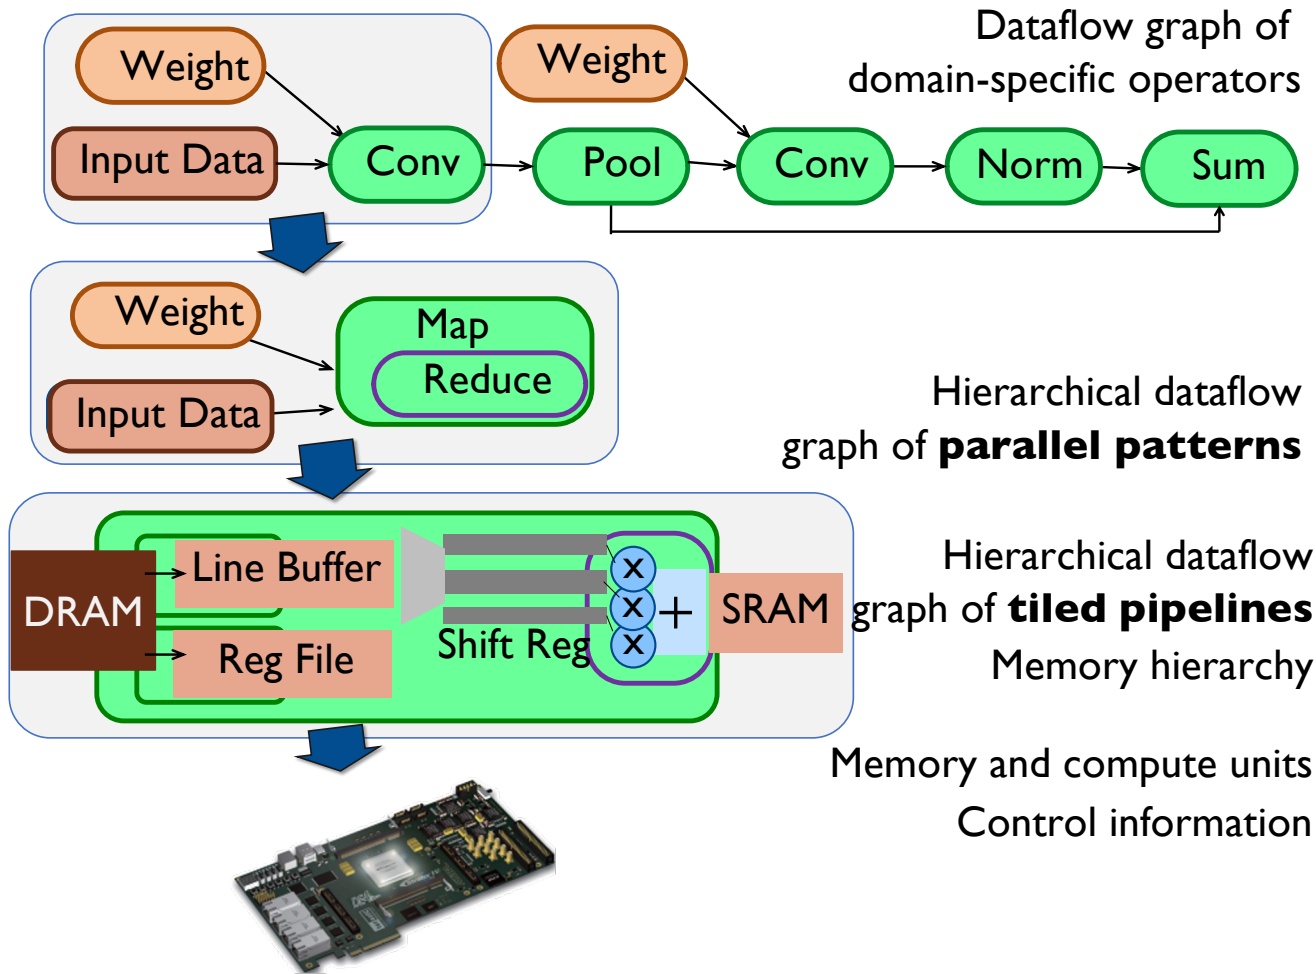 Dataflow graph of
domain-specific operators
Weight
Weight
Input Data
Conv
Pool
Conv
Norm
Sum
Weight
Input Data
Map
Reduce
Hierarchical dataflow
graph of parallel patterns
DRAM
Line Buffer
Reg File
Shift Reg
x
x
x
+
SRAM
Hierarchical dataflow
graph of tiled pipelines
Memory hierarchy
Memory and compute units
Control information